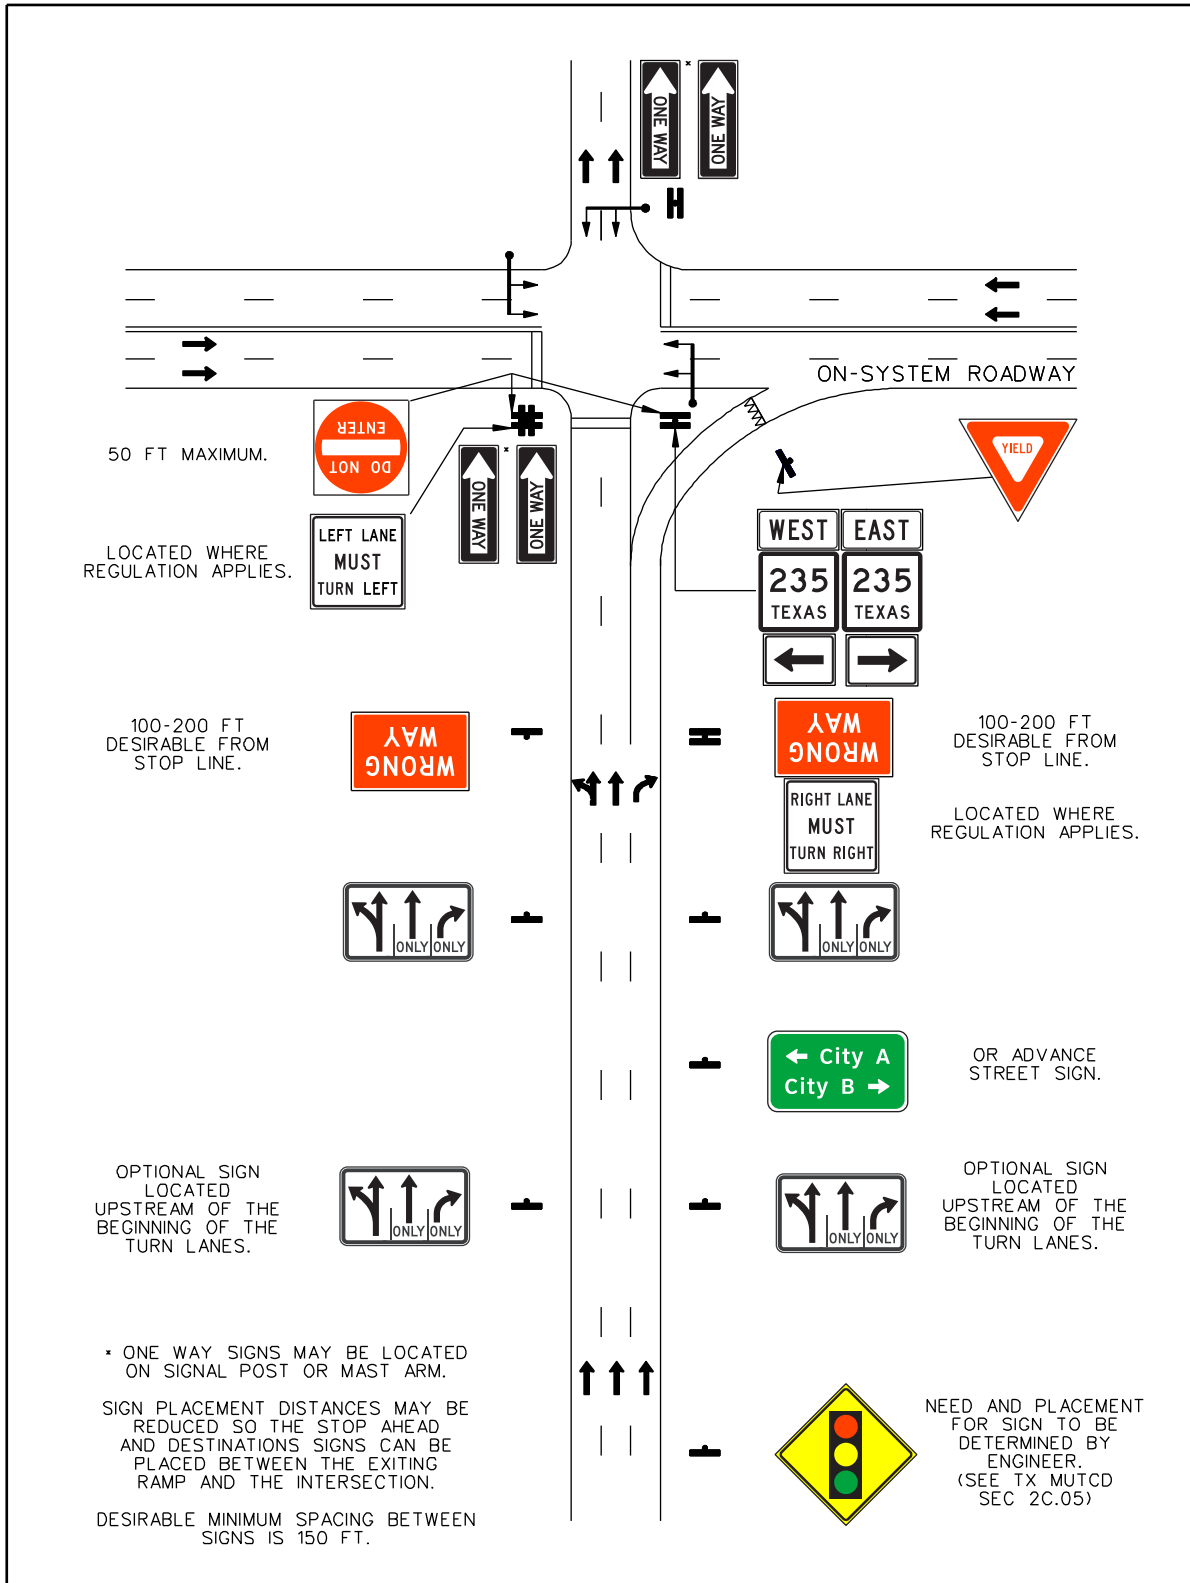 ONE WAY
ONE WAY
ON-SYSTEM ROADWAY
DO NOT
ENTER
50 FT MAXIMUM.
YIELD
ONE WAY
ONE WAY
LEFT LANE
MUST
TURN LEFT
LOCATED WHERE
REGULATION APPLIES.
WEST
EAST
235
TEXAS
235
TEXAS
100-200 FT
DESIRABLE FROM
STOP LINE.
WRONG
WAY
WRONG
WAY
100-200 FT
DESIRABLE FROM
STOP LINE.
RIGHT LANE
MUST
TURN RIGHT
LOCATED WHERE
REGULATION APPLIES.
ONLY ONLY
ONLY ONLY
← City A
City B →
OR ADVANCE
STREET SIGN.
OPTIONAL SIGN
LOCATED
UPSTREAM OF THE
BEGINNING OF THE
TURN LANES.
ONLY ONLY
ONLY ONLY
OPTIONAL SIGN
LOCATED
UPSTREAM OF THE
BEGINNING OF THE
TURN LANES.
* ONE WAY SIGNS MAY BE LOCATED
ON SIGNAL POST OR MAST ARM.
SIGN PLACEMENT DISTANCES MAY BE
REDUCED SO THE STOP AHEAD
AND DESTINATIONS SIGNS CAN BE
PLACED BETWEEN THE EXITING
RAMP AND THE INTERSECTION.
DESIRABLE MINIMUM SPACING BETWEEN
SIGNS IS 150 FT.
NEED AND PLACEMENT
FOR SIGN TO BE
DETERMINED BY
ENGINEER.
(SEE TX MUTCD
SEC 2C.05)